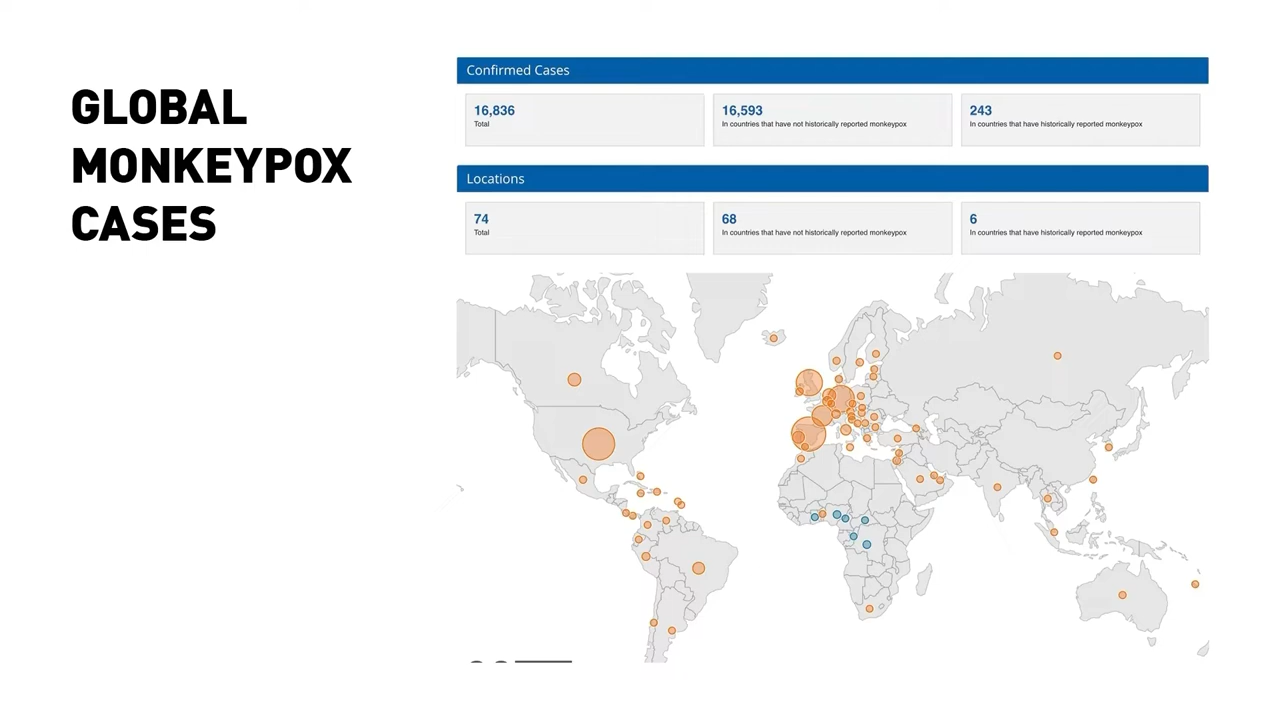 GLOBAL
MONKEYPOX
CASES
Confirmed Cases
16,836
Total
16,593
In countries that have not historically reported monkeypox
243
In countries that have historically reported monkeypox
Locations
74
Total
68
In countries that have not historically reported monkeypox
6
In countries that have historically reported monkeypox